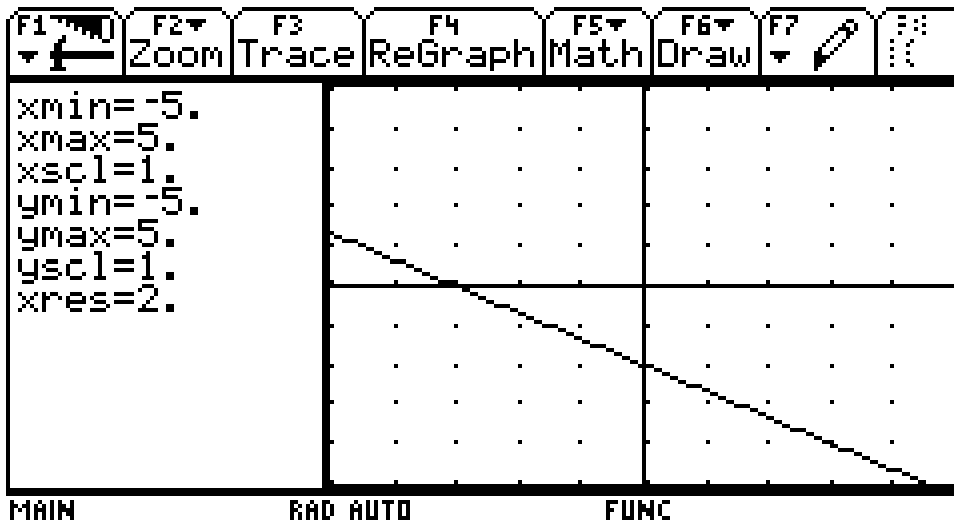 F1 F2 F3 F4 F5 F6 F7
Zoom Trace ReGraph Math Draw
xmin=⁻5.
xmax=5.
xscl=1.
ymin=⁻5.
ymax=5.
yscl=1.
xres=2.
MAIN RAD AUTO FUNC